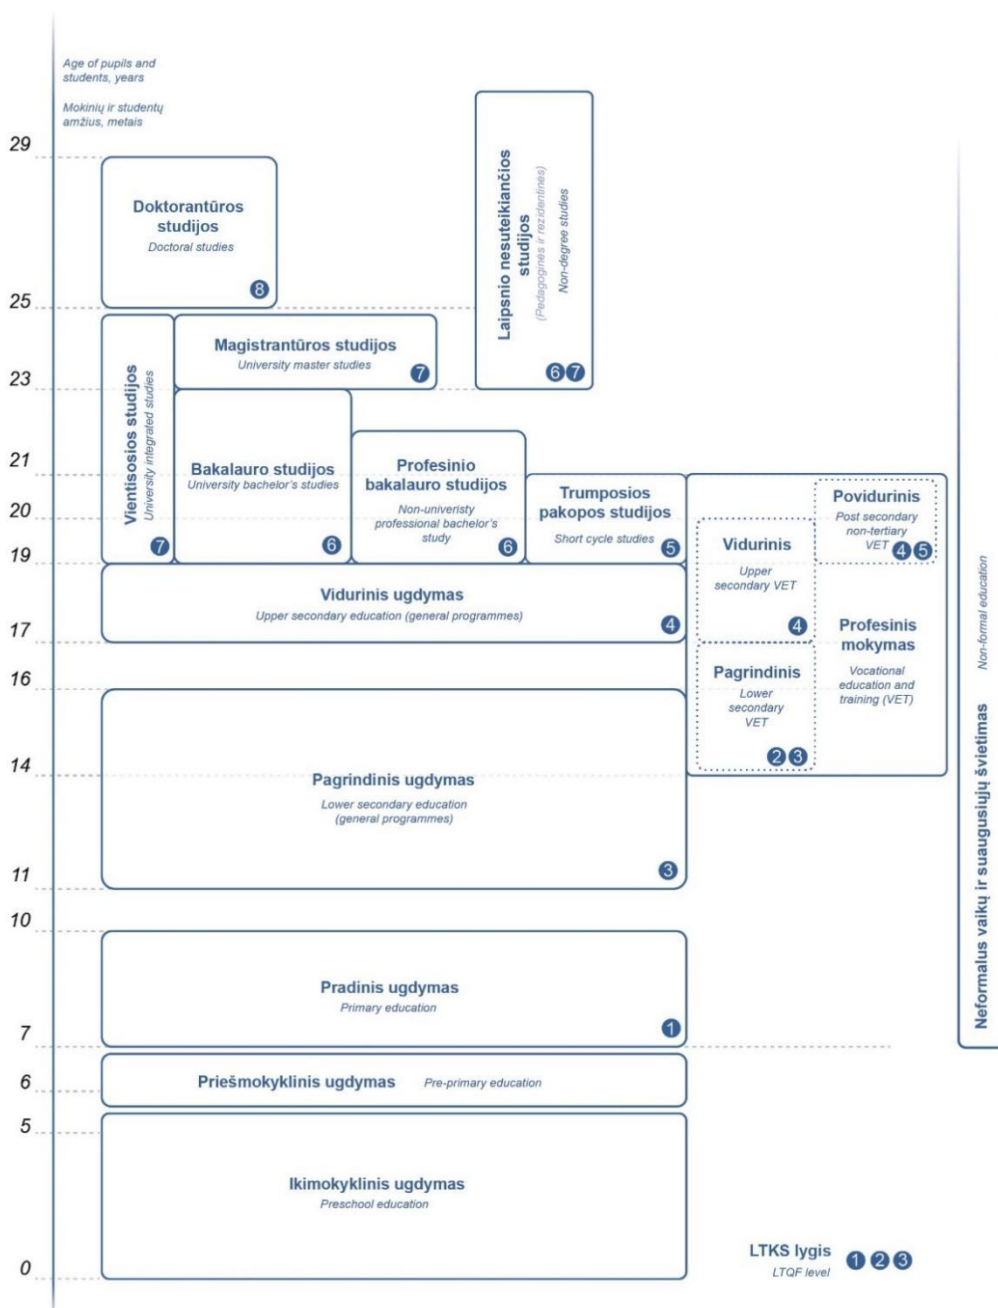 Age of pupils and
students, years
Mokinių ir studentų
amžius, metais
29
Doktorantūros
studijos
Doctoral studies
8
Laipsnio nesuteikiančios
studijos
(Pedagoginės ir rezidentinės)
Non-degree studies
6 7
25
Magistrantūros studijos
University master studies
7
23
Vientisosios studijos
University integrated studies
7
Bakalauro studijos
University bachelor's studies
6
Profesinio
bakalauro studijos
Non-univeristy
professional bachelor's
study
6
21
Trumposios
pakopos studijos
Short cycle studies
5
20
19
Povidurinis
Post secondary
non-tertiary
VET
4 5
Vidurinis
Upper
secondary VET
4
Vidurinis ugdymas
Upper secondary education (general programmes)
4
17
Profesinis
mokymas
Vocational
education and
training (VET)
16
Pagrindinis
Lower
secondary
VET
2 3
14
Pagrindinis ugdymas
Lower secondary education
(general programmes)
3
11
10
Pradinis ugdymas
Primary education
1
7
Priešmokyklinis ugdymas Pre-primary education
6
5
Ikimokyklinis ugdymas
Preschool education
0
Neformalus vaikų ir suaugusiųjų švietimas Non-formal education
LTKS lygis 1 2 3
LTQF level